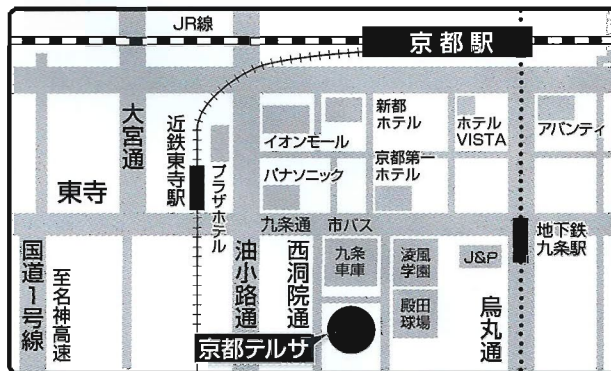 JR線
京都駅
大宮通
近鉄東寺駅
プラザホテル
イオンモール
新都
ホテル
ホテル
VISTA
アバンティ
パナソニック
京都第一
ホテル
東寺
九条通
市バス
地下鉄
九条駅
国道1号線
至名神高速
油小路通
西洞院通
九条
車庫
凌風
学園
J&P
殿田
球場
烏丸通
京都テルサ